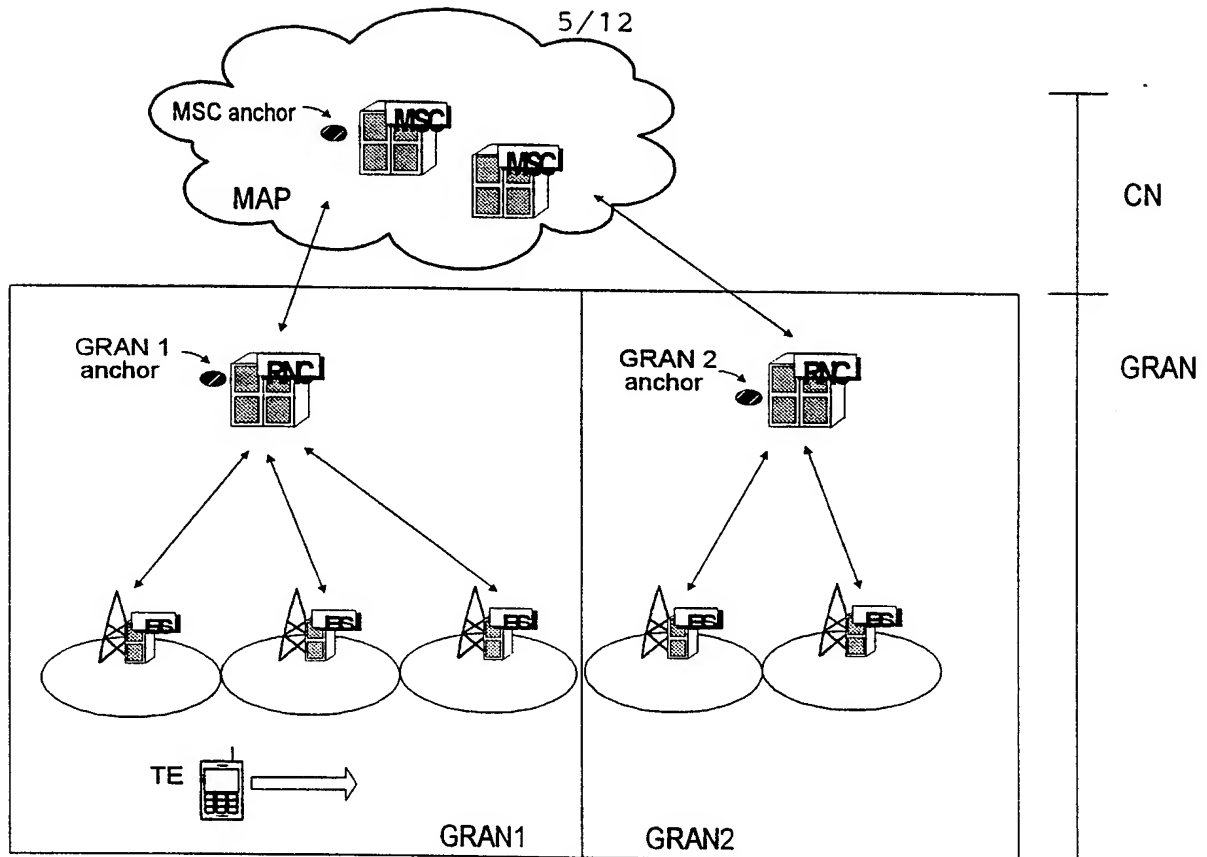 5/12
MSC anchor
MSC
MSC
MAP
CN
GRAN 1
anchor
RNC
GRAN 2
anchor
RNC
GRAN
BS
BS
BS
BS
BS
TE
GRAN1
GRAN2